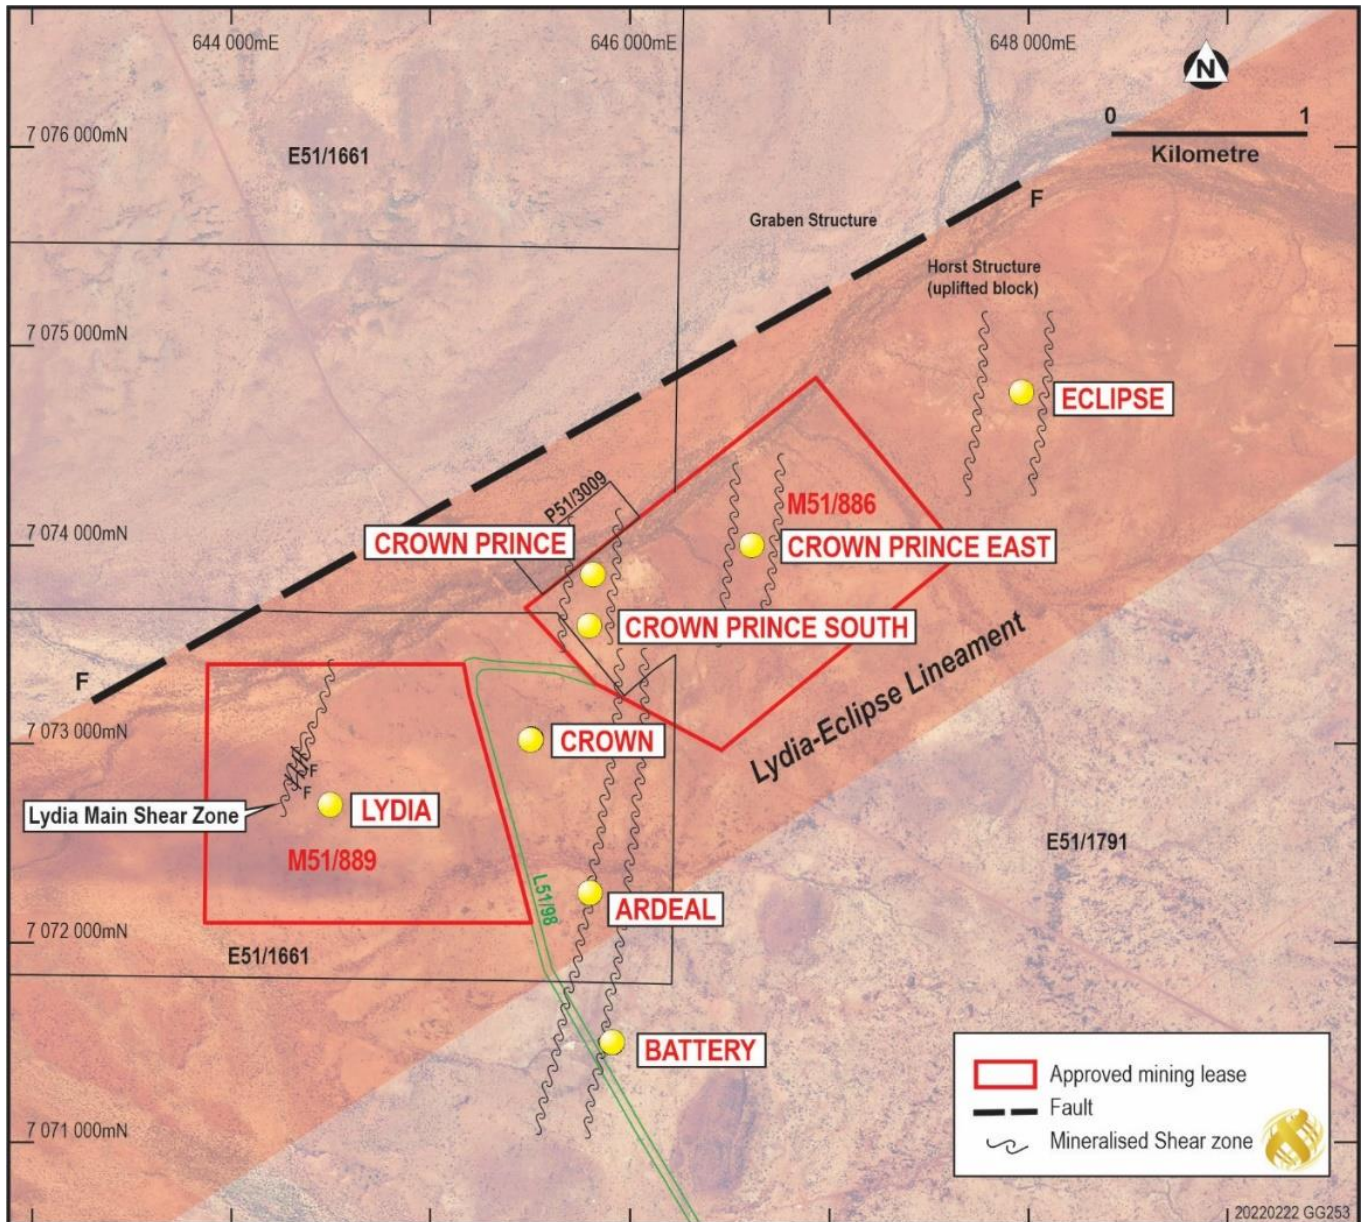 644 000mE
646 000mE
648 000mE
N
0 1
Kilometre
7 076 000mN
E51/1661
F
Graben Structure
Horst Structure
(uplifted block)
7 075 000mN
ECLIPSE
P51/3009
M51/886
7 074 000mN
CROWN PRINCE
CROWN PRINCE EAST
CROWN PRINCE SOUTH
F
Lydia-Eclipse Lineament
7 073 000mN
CROWN
F
F
Lydia Main Shear Zone
LYDIA
M51/889
E51/1791
L51/98
ARDEAL
7 072 000mN
E51/1661
BATTERY
7 071 000mN
Approved mining lease
Fault
Mineralised Shear zone
20220222 GG253